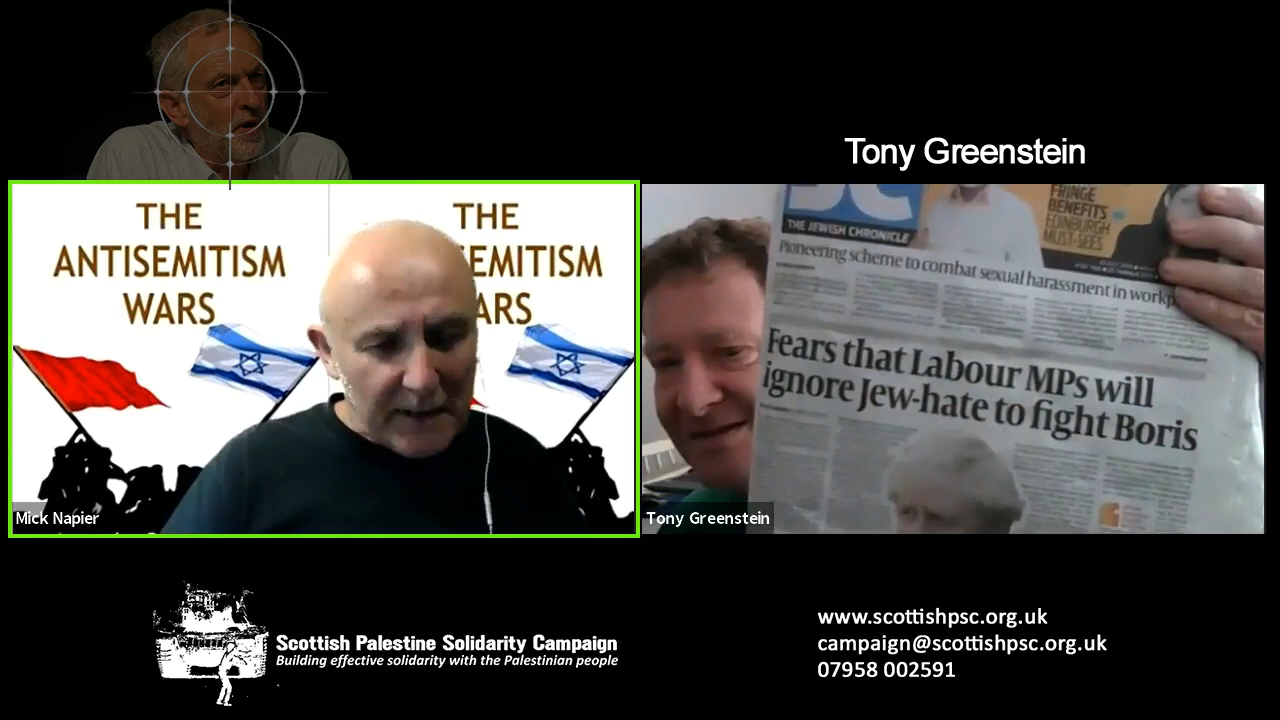 Tony Greenstein
THE
ANTISEMITISM
WARS
THE
EMITISM
ARS
Mick Napier
FRINGE
BENEFITS
EDINBURGH
MUST-SEES
THE JEWISH CHRONICLE
Pioneering scheme to combat sexual harassment in workp
Fears that Labour MPs will
ignore Jew-hate to fight Boris
Tony Greenstein
Scottish Palestine Solidarity Campaign
Building effective solidarity with the Palestinian people
www.scottishpsc.org.uk
campaign@scottishpsc.org.uk
07958 002591